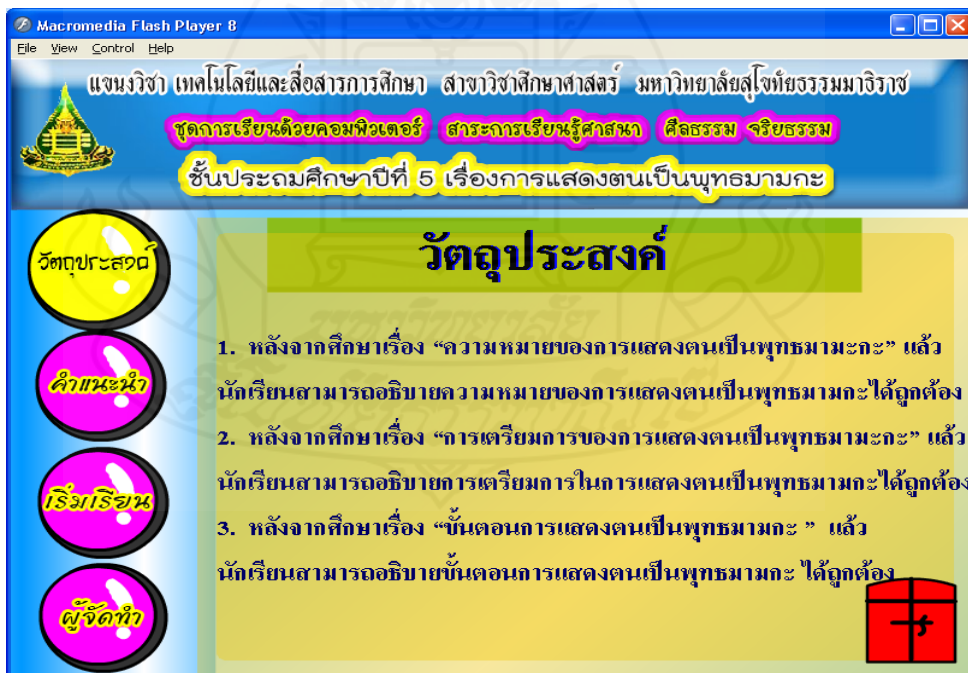 Macromedia Flash Player 8
File View Control Help
แขนงวิชา เทคโนโลยีและสื่อสารการศึกษา สาขาวิชาศึกษาศาสตร์ มหาวิทยาลัยสุโขทัยธรรมมาธิราช
ชุดการเรียนด้วยคอมพิวเตอร์ สาระการเรียนรู้ศาสนา ศีลธรรม จริยธรรม
ชั้นประถมศึกษาปีที่ 5 เรื่องการแสดงตนเป็นพุทธมามกะ
วัตถุประสงค์
คำแนะนำ
เริ่มเรียน
ผู้จัดทำ
วัตถุประสงค์
1. หลังจากศึกษาเรื่อง “ความหมายของการแสดงตนเป็นพุทธมามะกะ” แล้ว
นักเรียนสามารถอธิบายความหมายของการแสดงตนเป็นพุทธมามกะได้ถูกต้อง
2. หลังจากศึกษาเรื่อง “การเตรียมการของการแสดงตนเป็นพุทธมามะกะ” แล้ว
นักเรียนสามารถอธิบายการเตรียมการในการแสดงตนเป็นพุทธมามกะได้ถูกต้อง
3. หลังจากศึกษาเรื่อง “ขั้นตอนการแสดงตนเป็นพุทธมามกะ ” แล้ว
นักเรียนสามารถอธิบายขั้นตอนการแสดงตนเป็นพุทธมามกะ ได้ถูกต้อง